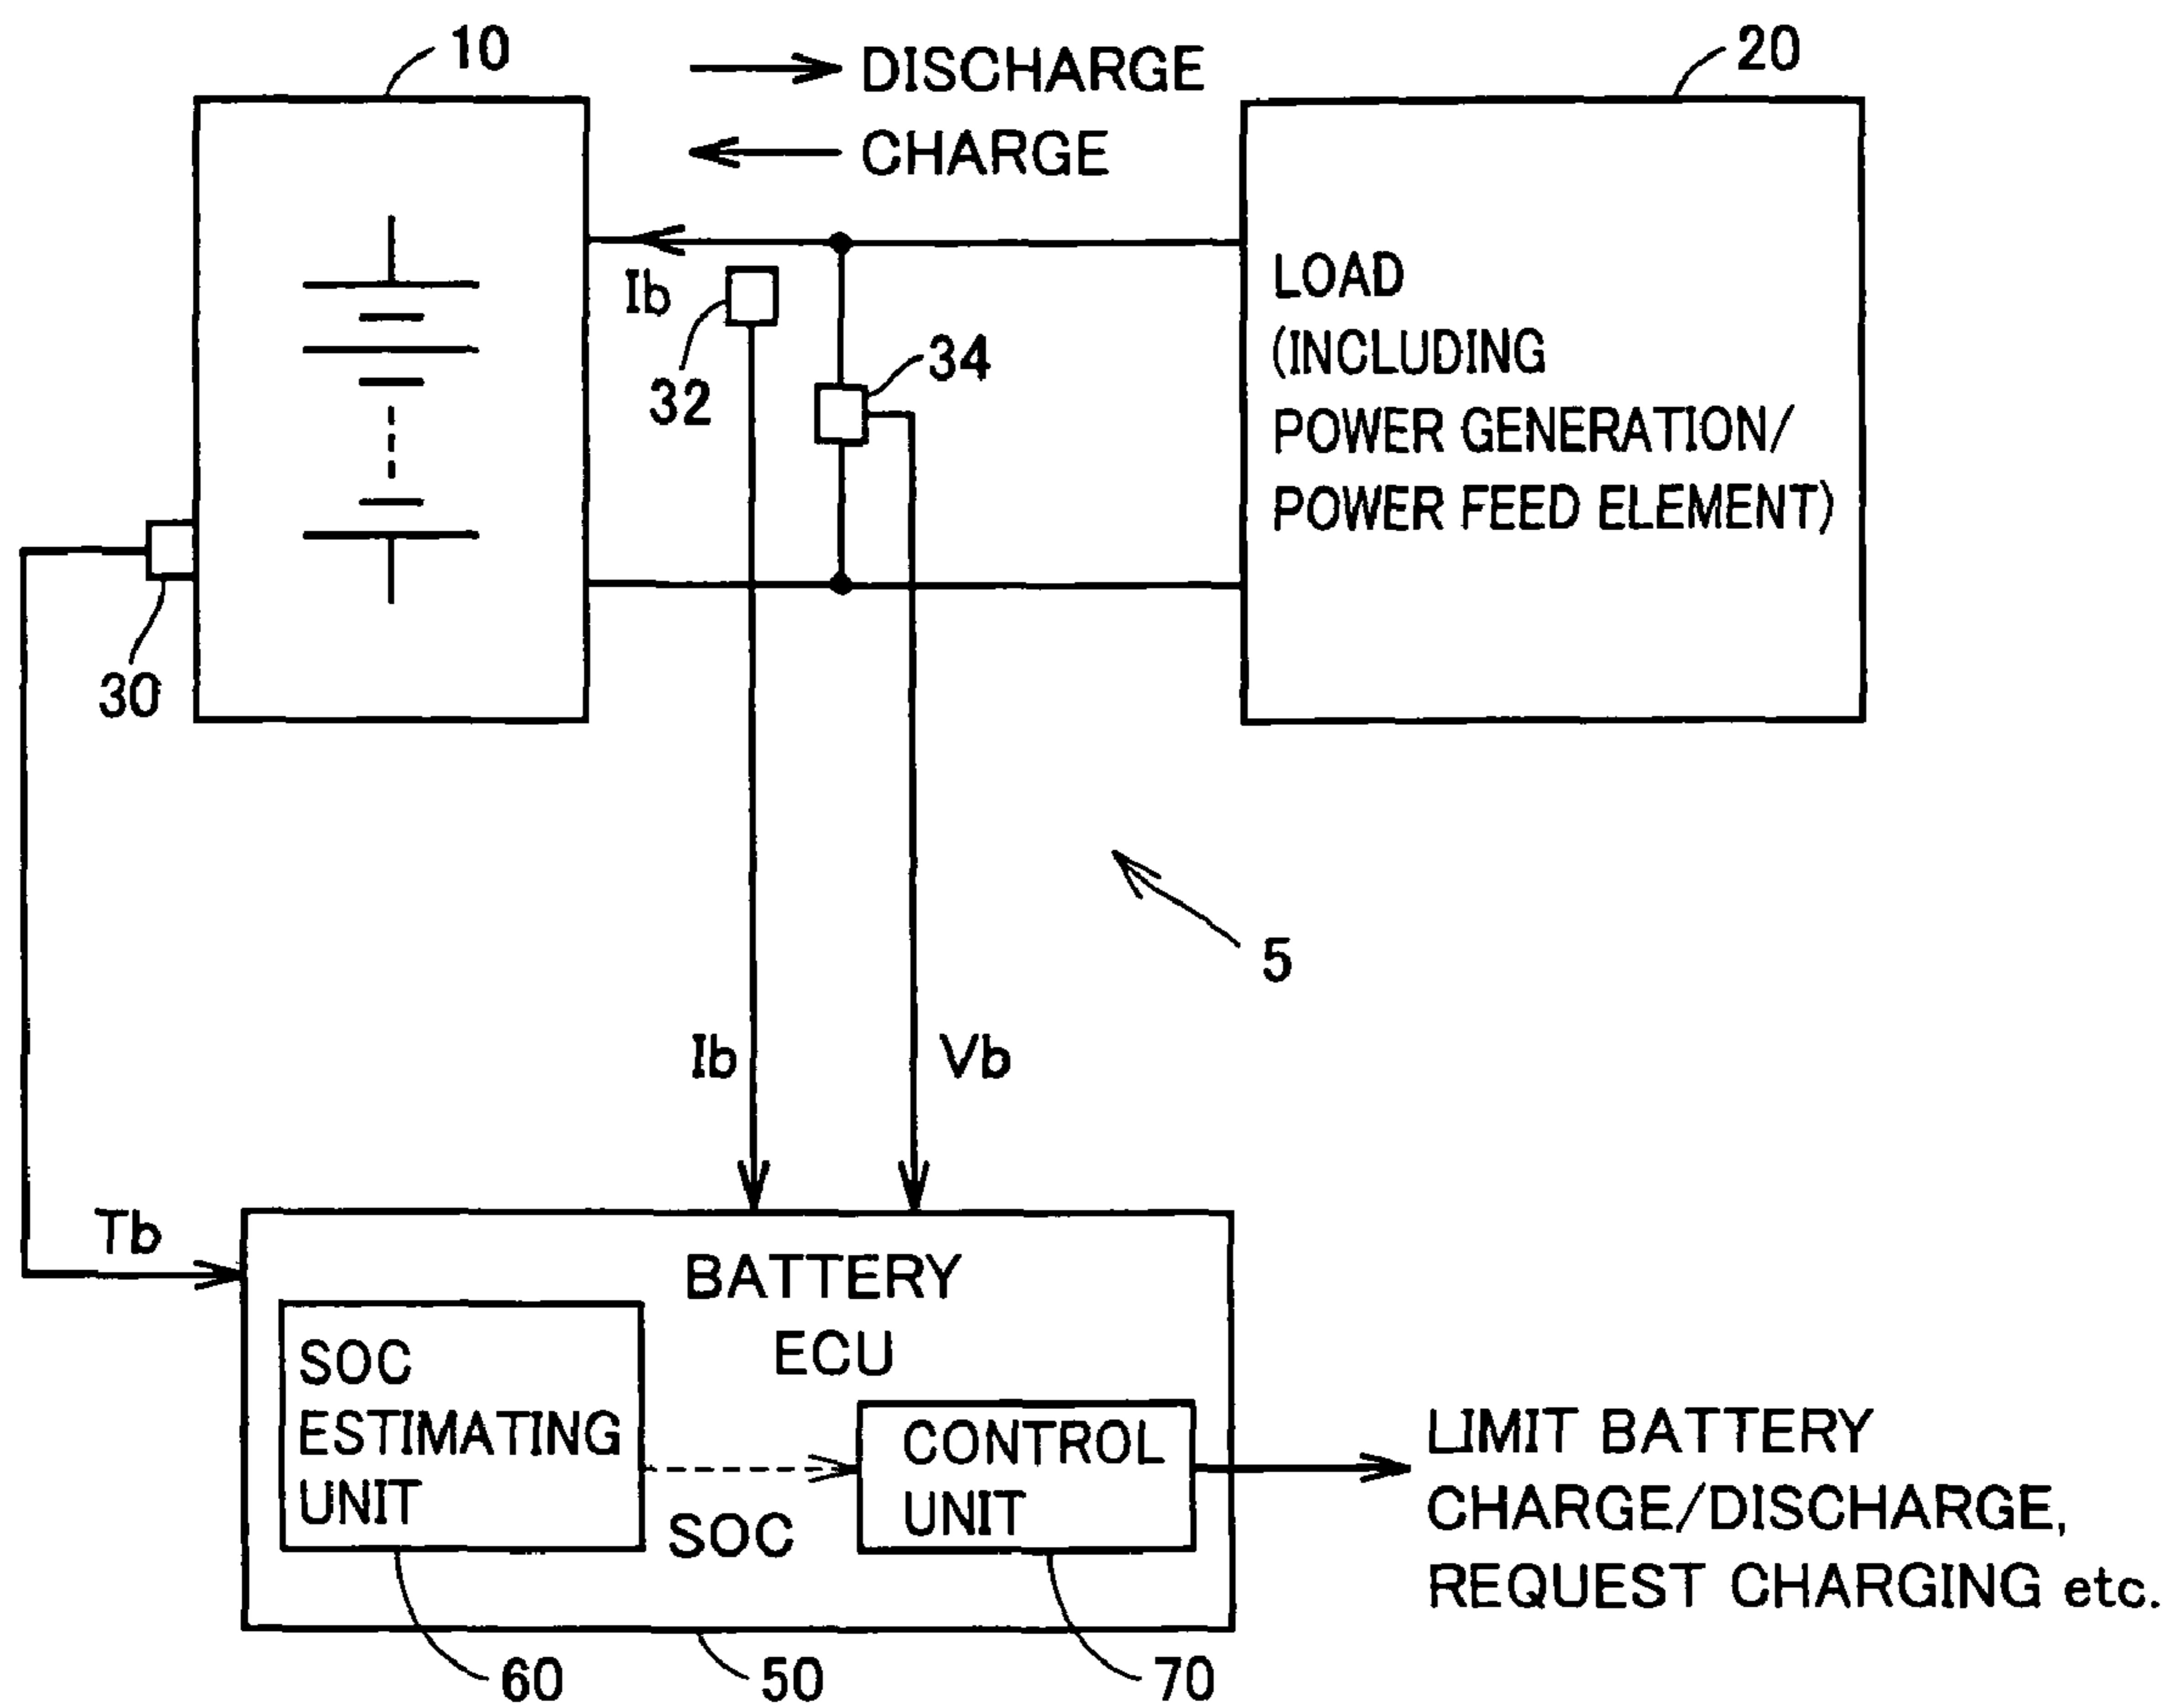 10
DISCHARGE
20
CHARGE
Ib
32
34
LOAD
(INCLUDING
POWER GENERATION/
POWER FEED ELEMENT)
30
5
Ib
Vb
Tb
BATTERY
ECU
SOC
ESTIMATING
UNIT
SOC
CONTROL
UNIT
LIMIT BATTERY
CHARGE/DISCHARGE,
REQUEST CHARGING etc.
60
50
70